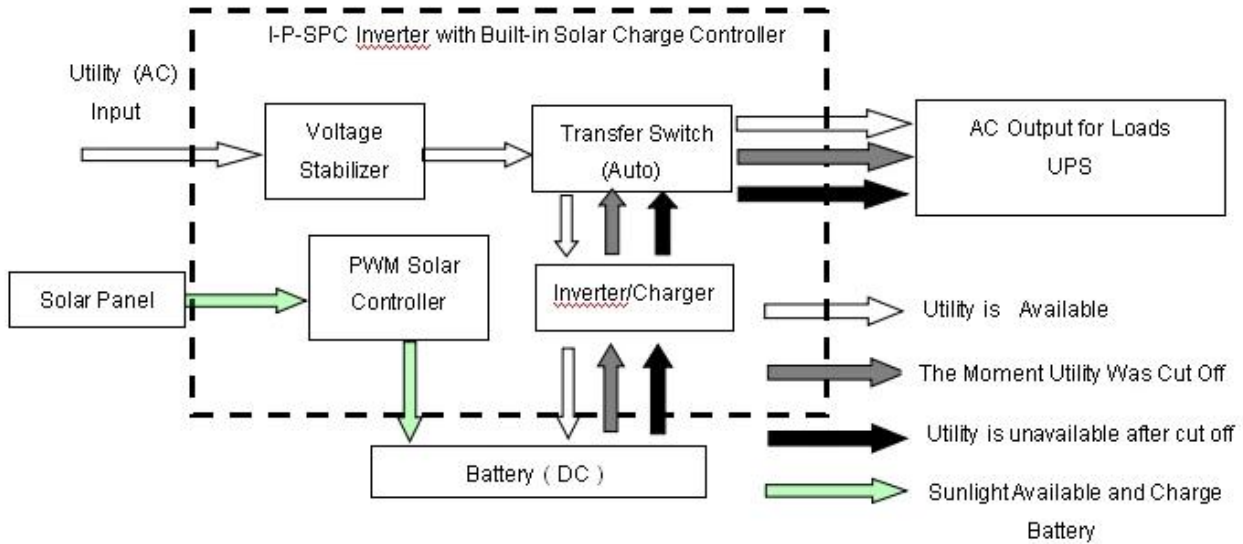 I-P-SPC Inverter with Built-in Solar Charge Controller
Utility (AC)
Input
Voltage
Stabilizer
Transfer Switch
(Auto)
AC Output for Loads
UPS
PWM Solar
Controller
Solar Panel
Inverter/Charger
Battery ( DC )
Utility is Available
The Moment Utility Was Cut Off
Utility is unavailable after cut off
Sunlight Available and Charge
Battery